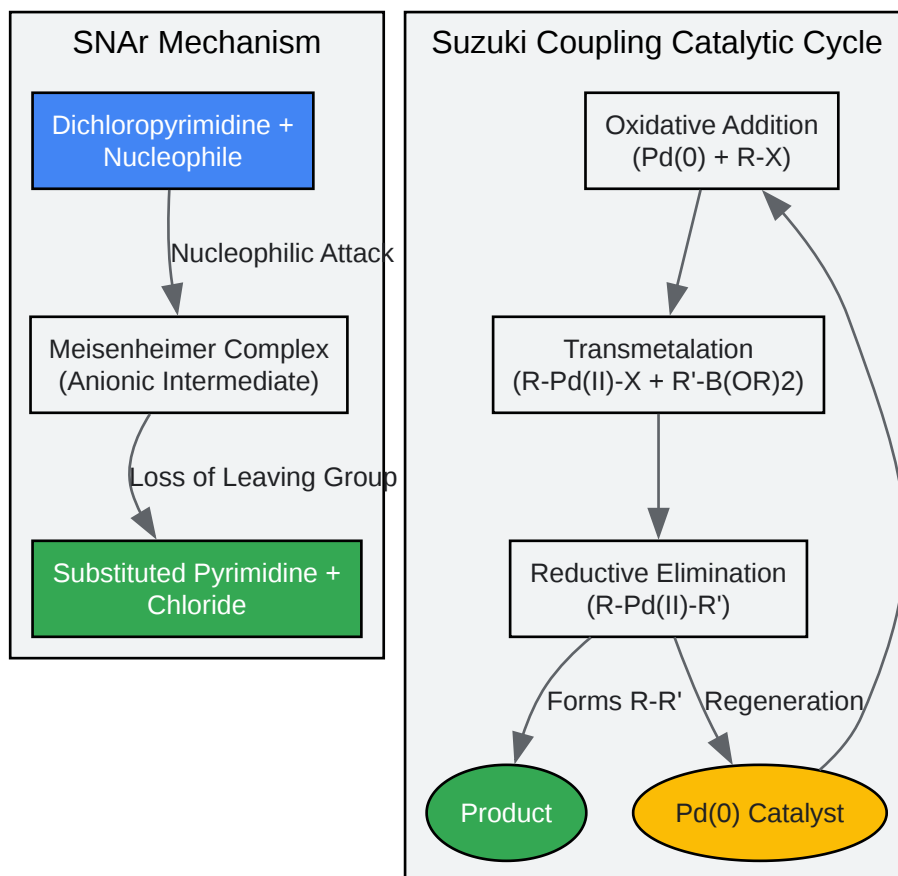 SNAr Mechanism
Dichloropyrimidine +
Nucleophile
Nucleophilic Attack
Meisenheimer Complex
(Anionic Intermediate)
Loss of Leaving Group
Substituted Pyrimidine +
Chloride
Suzuki Coupling Catalytic Cycle
Oxidative Addition
(Pd(0) + R-X)
Transmetalation
(R-Pd(II)-X + R'-B(OR)2)
Reductive Elimination
(R-Pd(II)-R')
Forms R-R'
Regeneration
Product
Pd(0) Catalyst